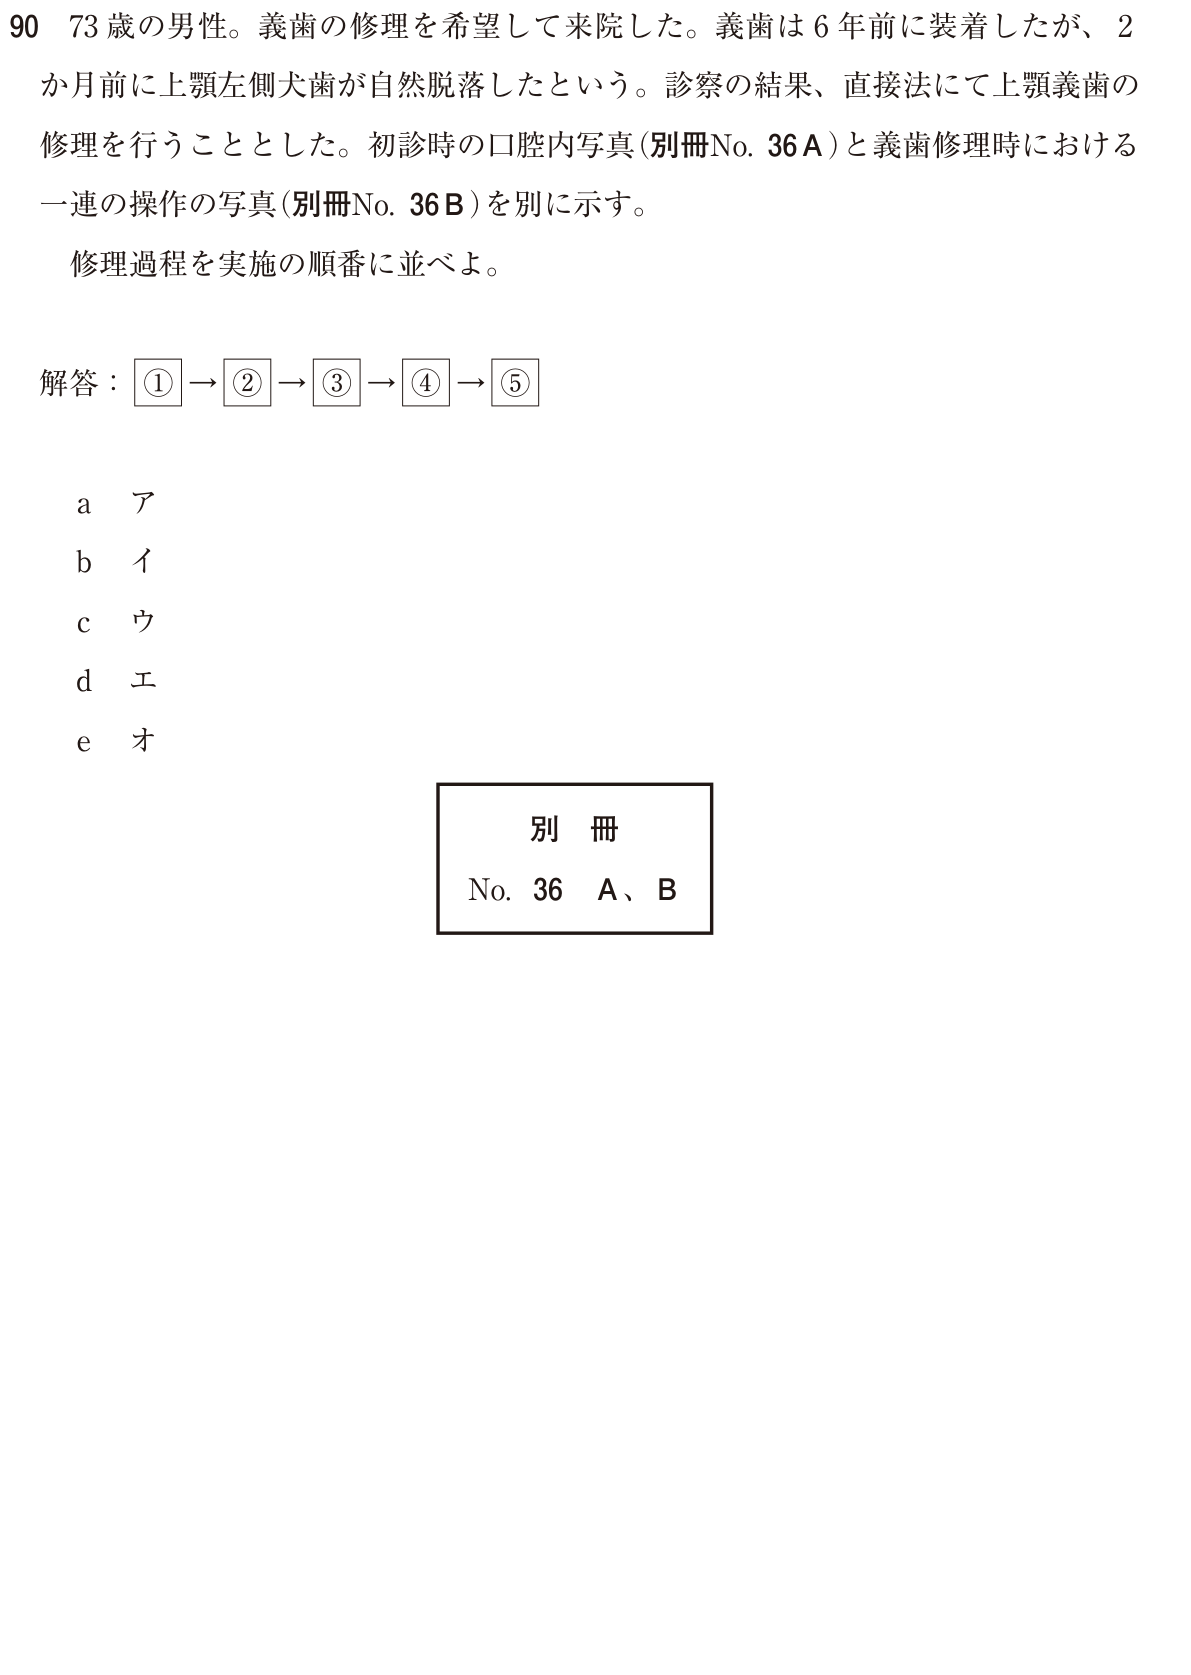 90 73歳の男性。義歯の修理を希望して来院した。義歯は6年前に装着したが、2
か月前に上顎左側犬歯が自然脱落したという。診察の結果、直接法にて上顎義歯の
修理を行うこととした。初診時の口腔内写真(別冊No. 36 A)と義歯修理時における
一連の操作の写真(別冊No. 36 B)を別に示す。
修理過程を実施の順番に並べよ。
解答:①→②→③→④→⑤
a ア
b イ
c ウ
d エ
e オ
別 冊
No. 36 A、B